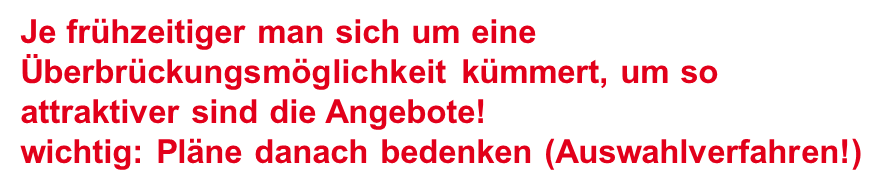 Je frühzeitiger man sich um eine
Überbrückungsmöglichkeit kümmert, um so
attraktiver sind die Angebote!
wichtig: Pläne danach bedenken (Auswahlverfahren!)